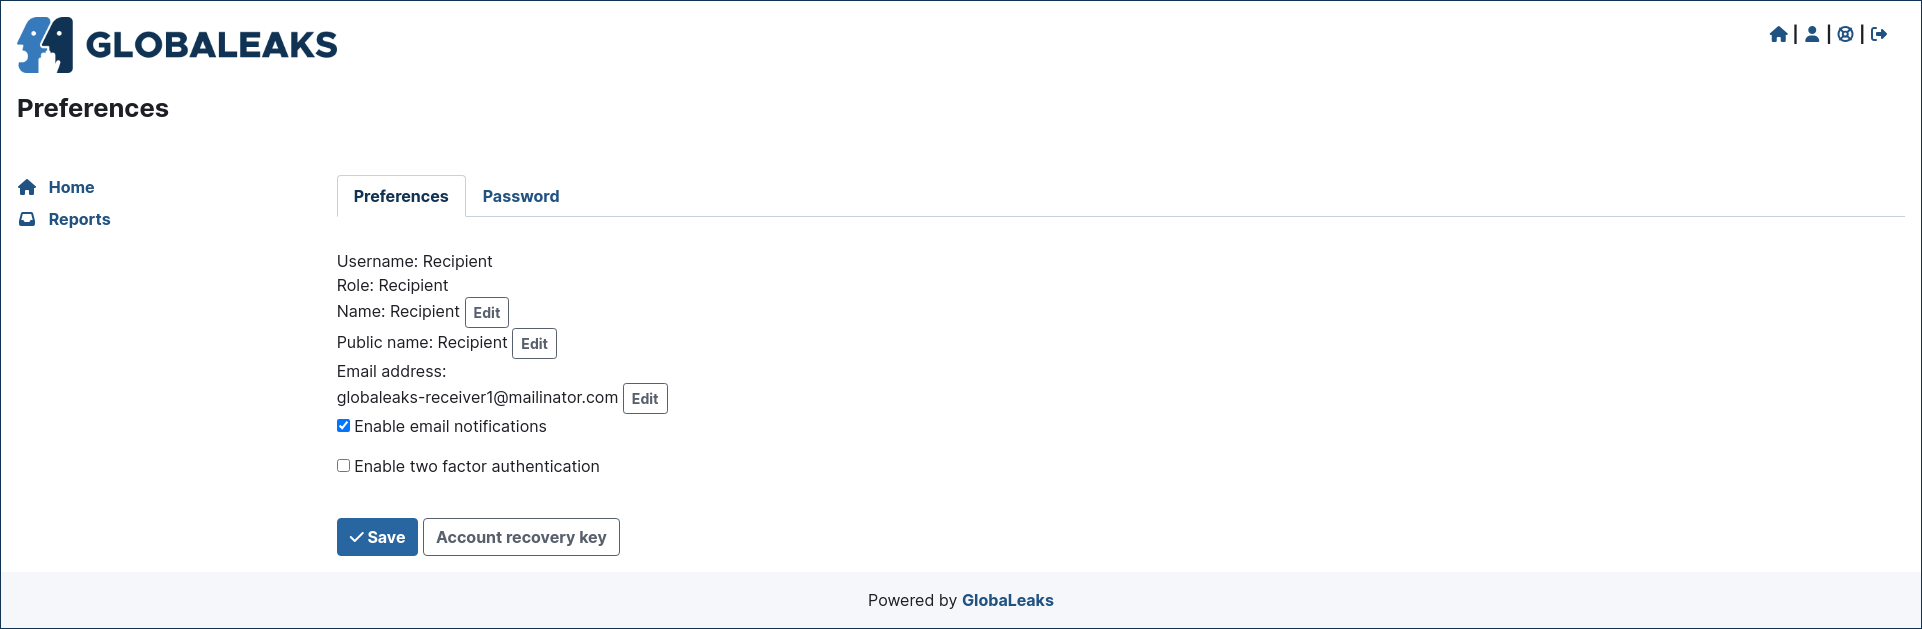 GLOBALEAKS
Preferences
Home
Reports
Preferences Password
Username: Recipient
Role: Recipient
Name: Recipient Edit
Public name: Recipient Edit
Email address:
globaleaks-receiver1@mailinator.com Edit
Enable email notifications
Enable two factor authentication
Save Account recovery key
Powered by GlobaLeaks